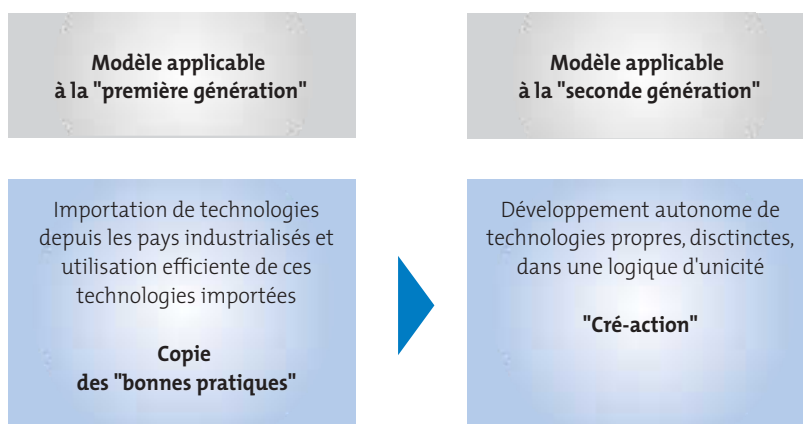 Modèle applicable
à la "première génération"
Modèle applicable
à la "seconde génération"
Importation de technologies
depuis les pays industrialisés et
utilisation efficiente de ces
technologies importées
Copie
des "bonnes pratiques"
Développement autonome de
technologies propres, disctinctes,
dans une logique d'unicité
"Cré-action"